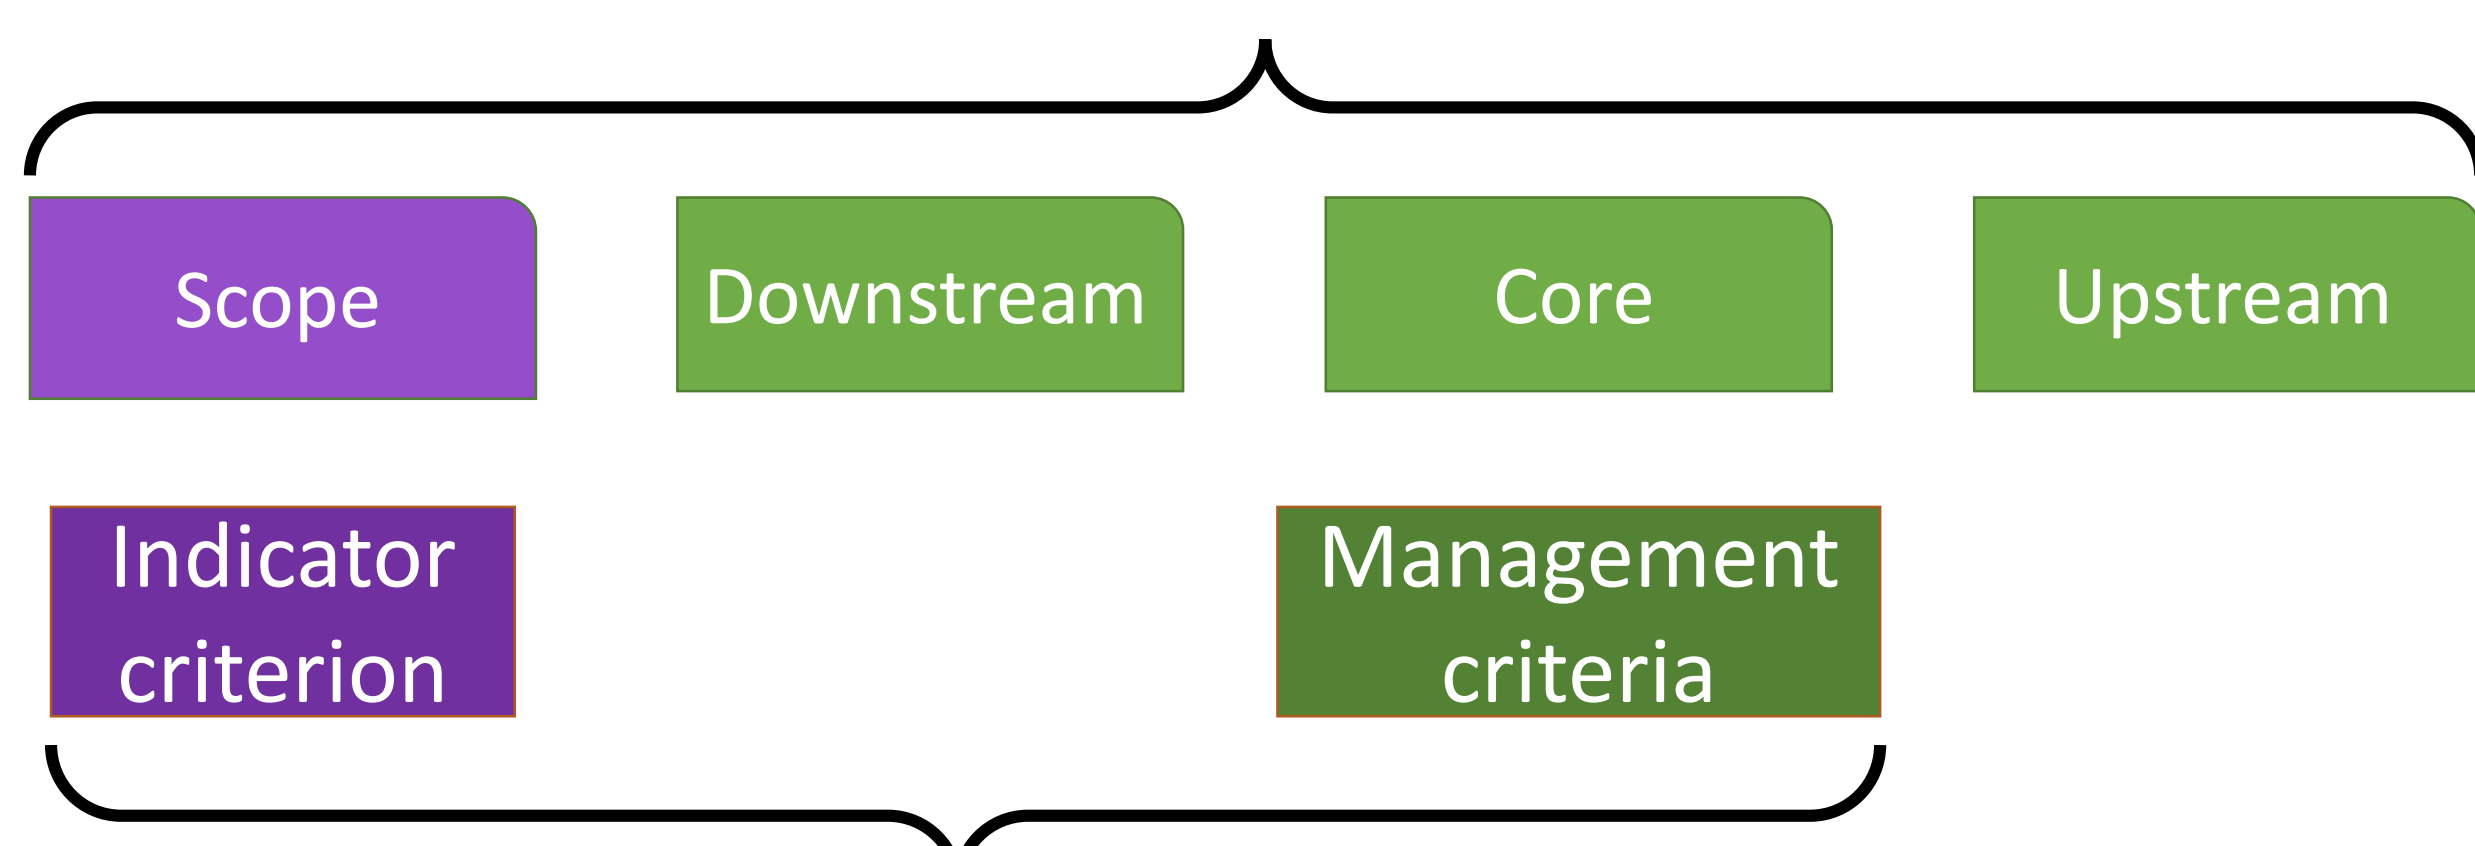 Scope
Downstream
Core
Upstream
Indicator
criterion
Management
criteria